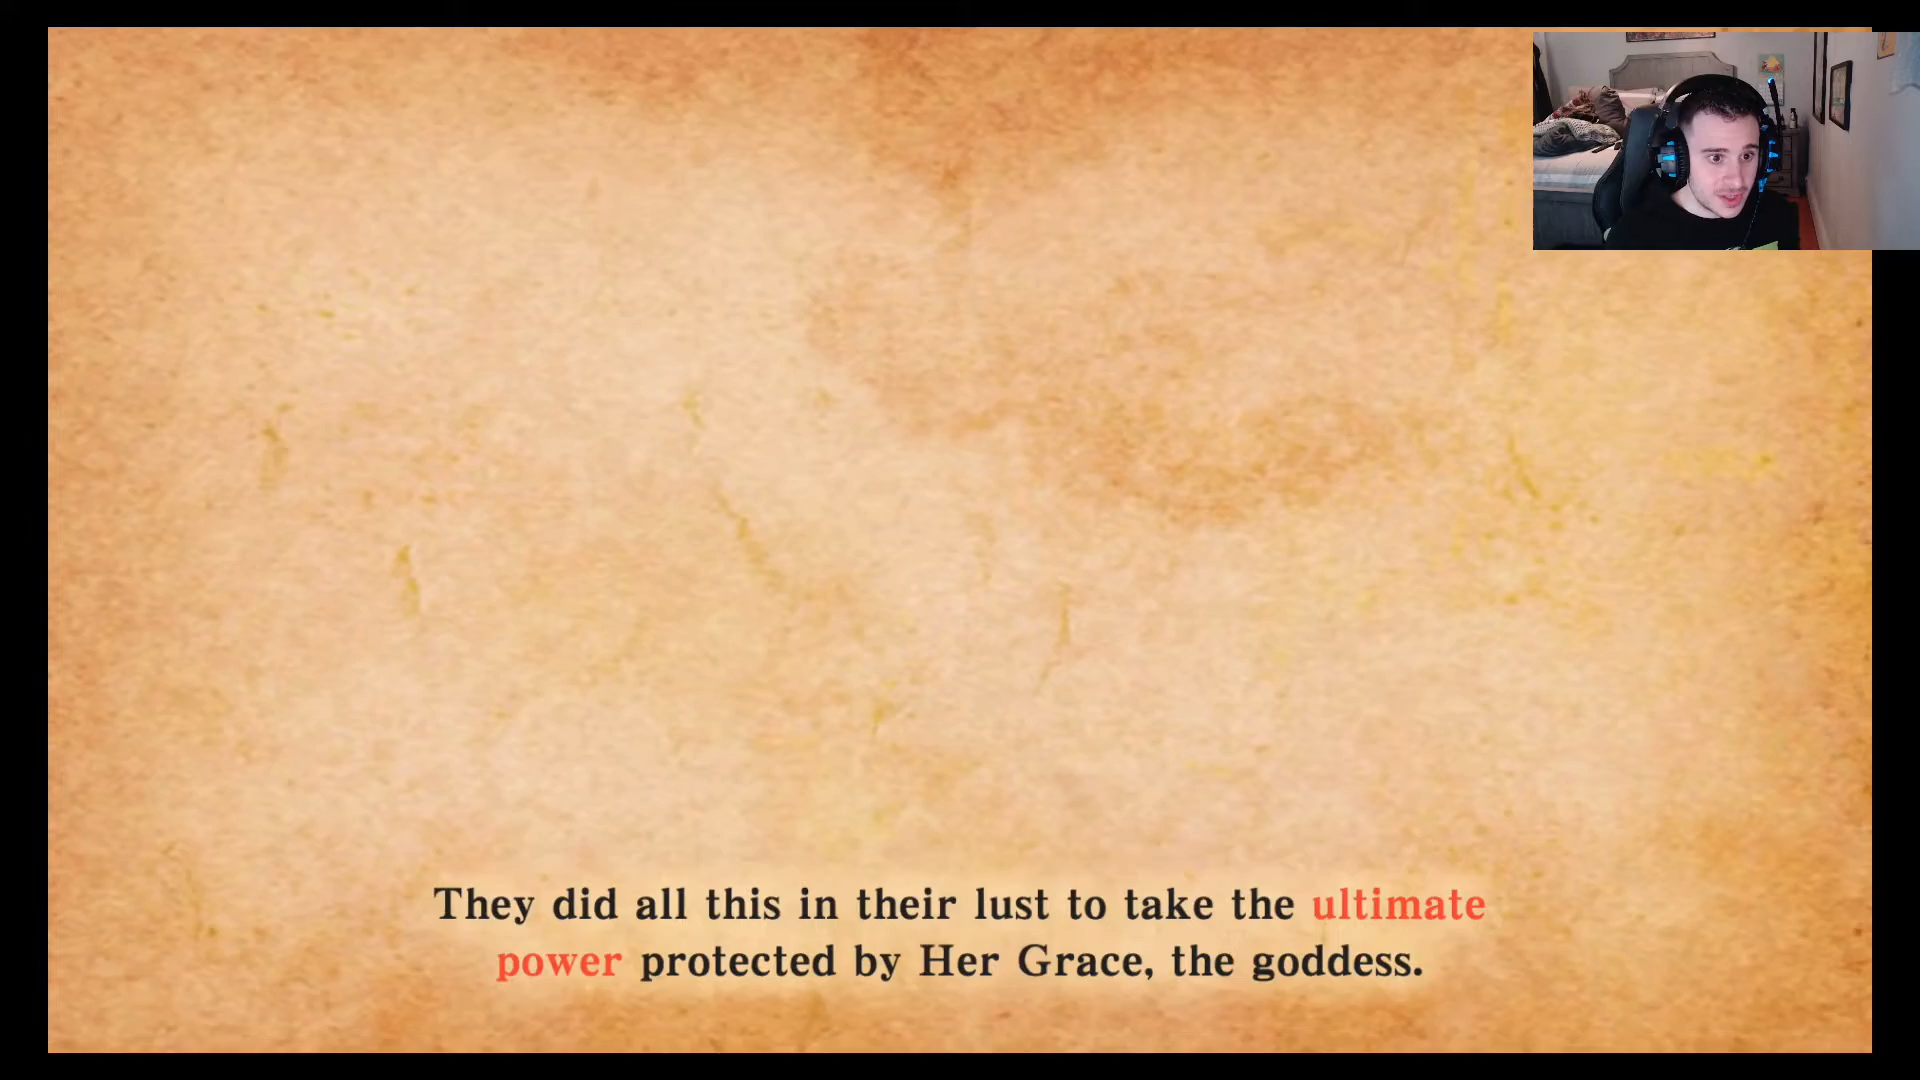 They did all this in their lust to take the ultimate
power protected by Her Grace, the goddess.